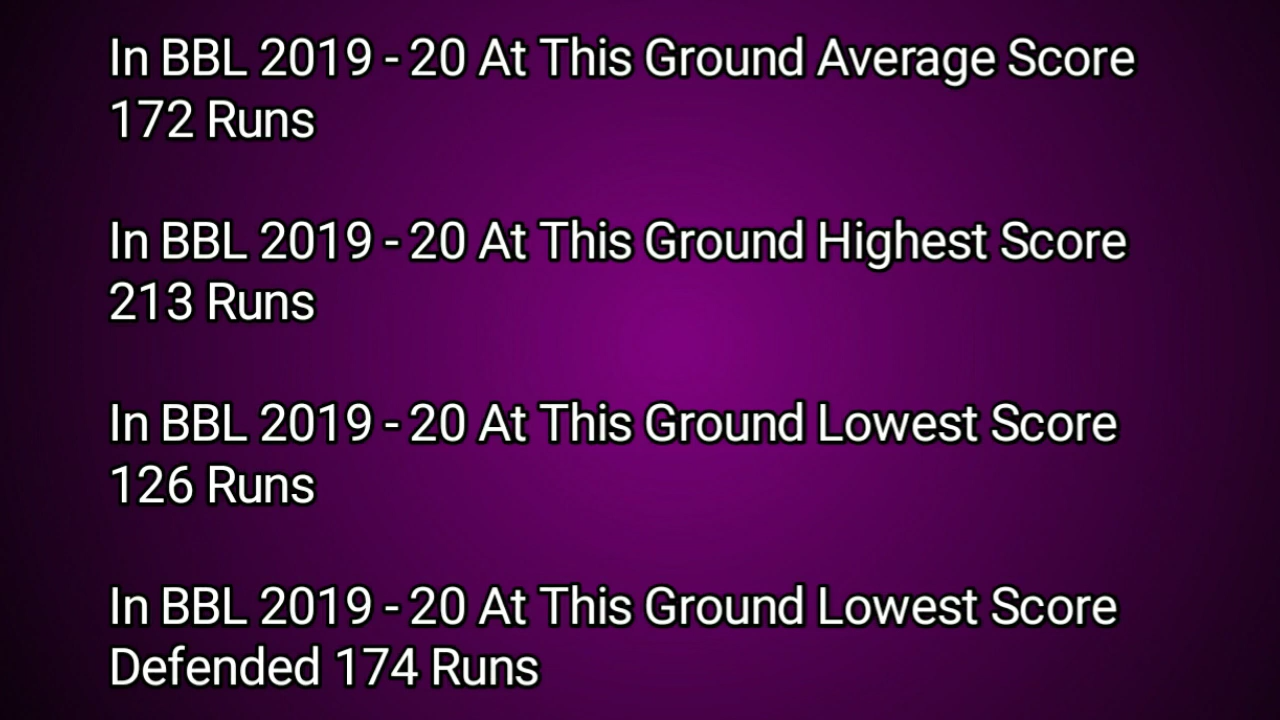 In BBL 2019 - 20 At This Ground Average Score
172 Runs
In BBL 2019 - 20 At This Ground Highest Score
213 Runs
In BBL 2019 - 20 At This Ground Lowest Score
126 Runs
In BBL 2019 - 20 At This Ground Lowest Score
Defended 174 Runs